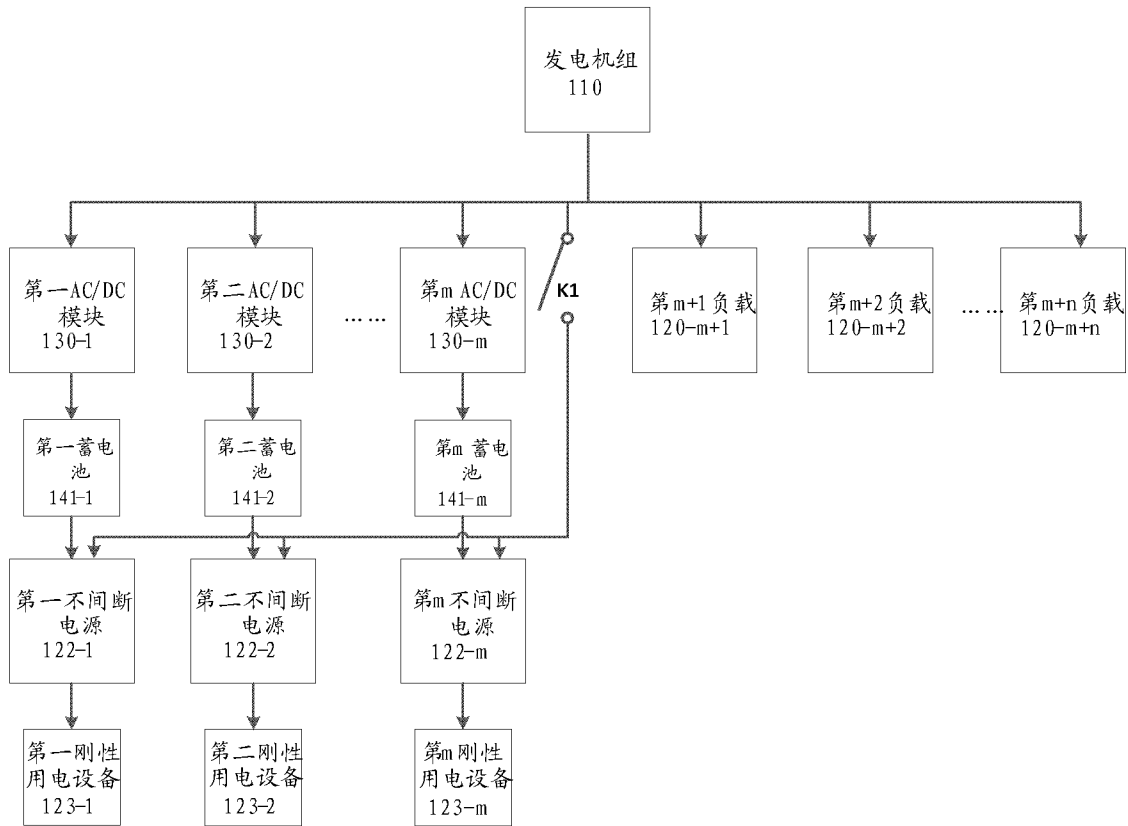 发电机组
110
第一AC/DC
模块
130-1
第二AC/DC
模块
130-2
……
第m AC/DC
模块
130-m
K1
第m+1负载
120-m+1
第m+2负载
120-m+2
……
第m+n负载
120-m+n
第一蓄电
池
141-1
第二蓄电
池
141-2
第m 蓄电
池
141-m
第一不间断
电源
122-1
第二不间断
电源
122-2
第m不间断
电源
122-m
第一刚性
用电设备
123-1
第二刚性
用电设备
123-2
第m刚性
用电设备
123-m